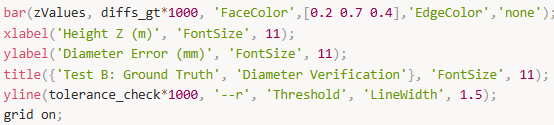 bar(zValues, diffs_gt*1000, 'FaceColor',[0.2 0.7 0.4],'EdgeColor','none');
xlabel('Height Z (m)', 'FontSize', 11);
ylabel('Diameter Error (mm)', 'FontSize', 11);
title({'Test B: Ground Truth', 'Diameter Verification'}, 'FontSize', 11);
yline(tolerance_check*1000, '--r', 'Threshold', 'LineWidth', 1.5);
grid on;